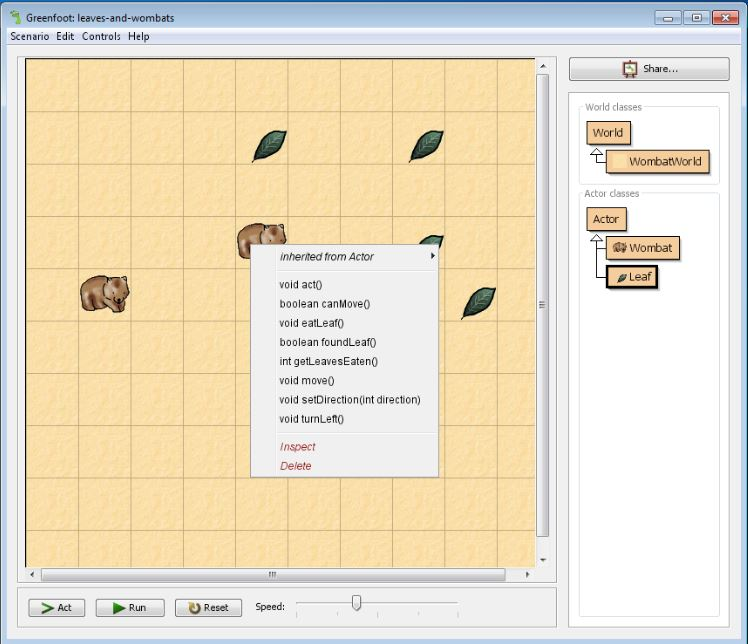 Greenfoot: leaves-and-wombats
Scenario Edit Controls Help
Share...
World classes
World
WombatWorld
Actor classes
Actor
Wombat
Leaf
inherited from Actor
void act()
boolean canMove()
void eatLeaf()
boolean foundLeaf()
int getLeavesEaten()
void move()
void setDirection(int direction)
void turnLeft()
Inspect
Delete
Act Run Reset Speed: